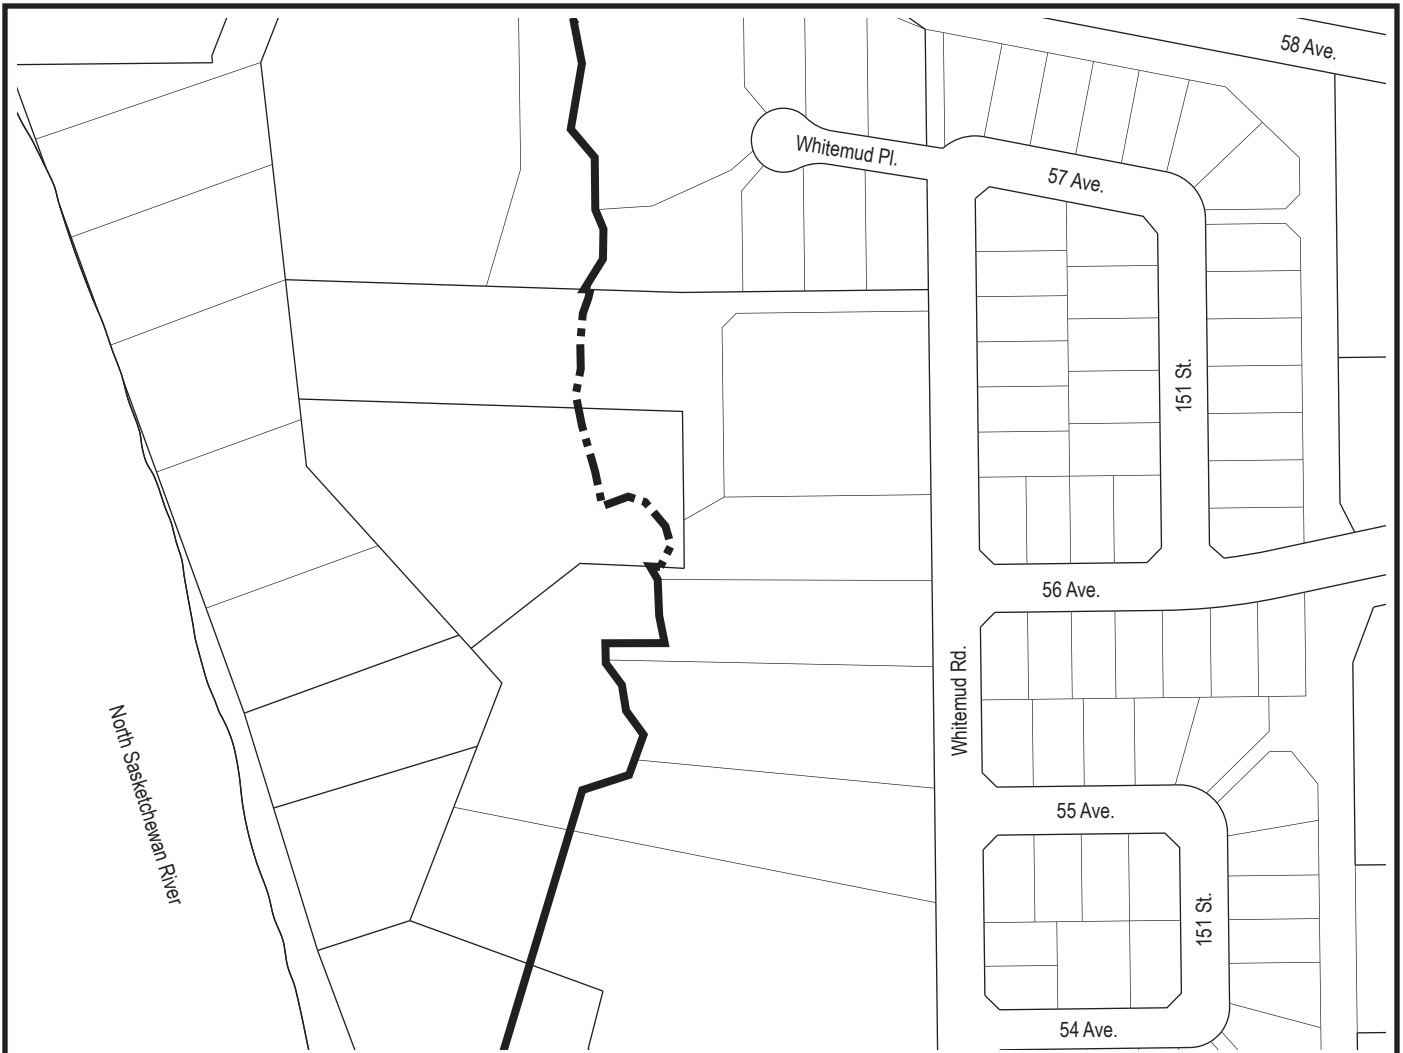 58 Ave.
Whitemud Pl.
57 Ave.
151 St.
56 Ave.
Whitemud Rd.
North Sasketchewan River
55 Ave.
151 St.
54 Ave.